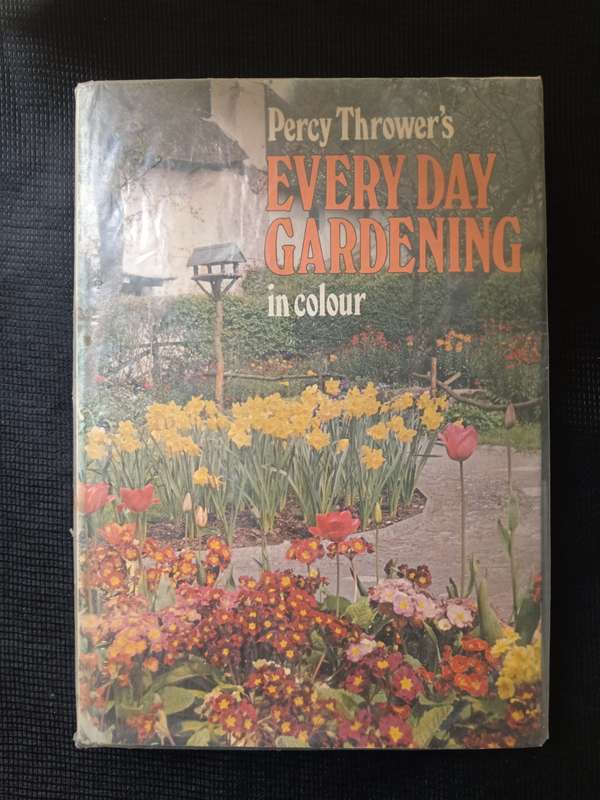 Percy Thrower's
EVERY DAY
GARDENING
in colour